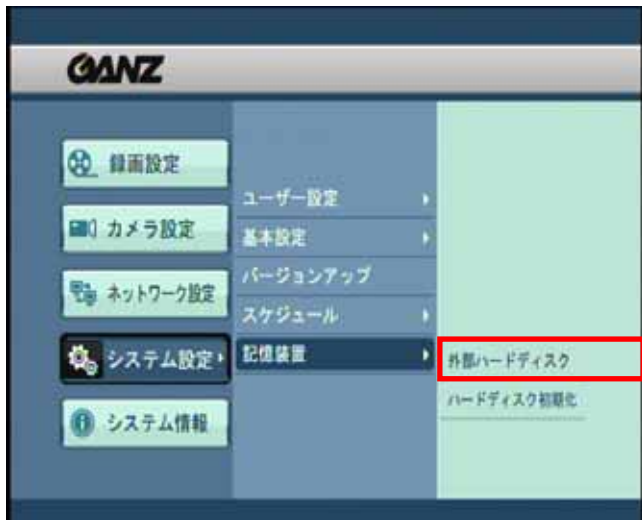 GANZ
録画設定
カメラ設定
ネットワーク設定
システム設定
システム情報
ユーザー設定
基本設定
バージョンアップ
スケジュール
記憶装置
外部ハードディスク
ハードディスク初期化